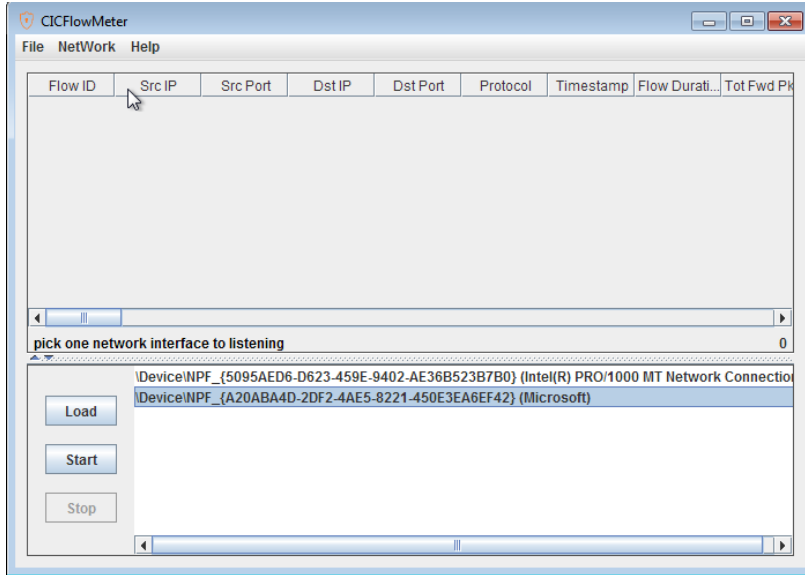 CICFlowMeter
File NetWork Help
Flow ID Src IP Src Port Dst IP Dst Port Protocol Timestamp Flow Durati... Tot Fwd Pk
pick one network interface to listening 0
\Device\NPF_{5095AED6-D623-459E-9402-AE36B523B7B0} (Intel(R) PRO/1000 MT Network Connection
\Device\NPF_{A20ABA4D-2DF2-4AE5-8221-450E3EA6EF42} (Microsoft)
Load
Start
Stop